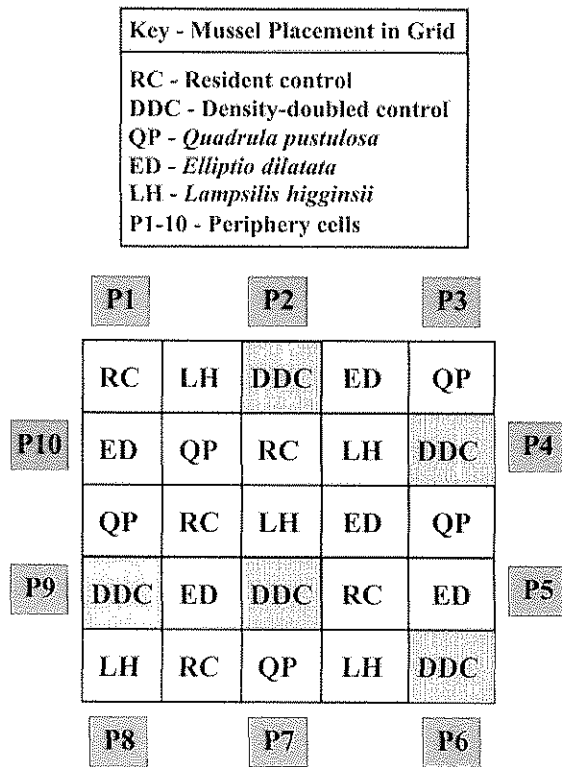 Key - Mussel Placement in Grid
RC - Resident control
DDC - Density-doubled control
QP - Quadrula pustulosa
ED - Elliptio dilatata
LH - Lampsilis higginsii
P1-10 - Periphery cells
P1 P2 P3
RC LH DDC ED QP
P10 ED QP RC LH DDC P4
QP RC LH ED QP
P9 DDC ED DDC RC ED P5
LH RC QP LH DDC
P8 P7 P6